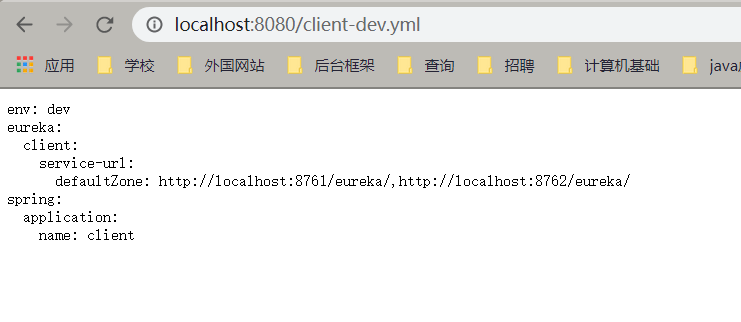 localhost:8080/client-dev.yml
应用 学校 外国网站 后台框架 查询 招聘 计算机基础
env: dev
eureka:
  client:
    service-url:
      defaultZone: http://localhost:8761/eureka/,http://localhost:8762/eureka/
spring:
  application:
    name: client